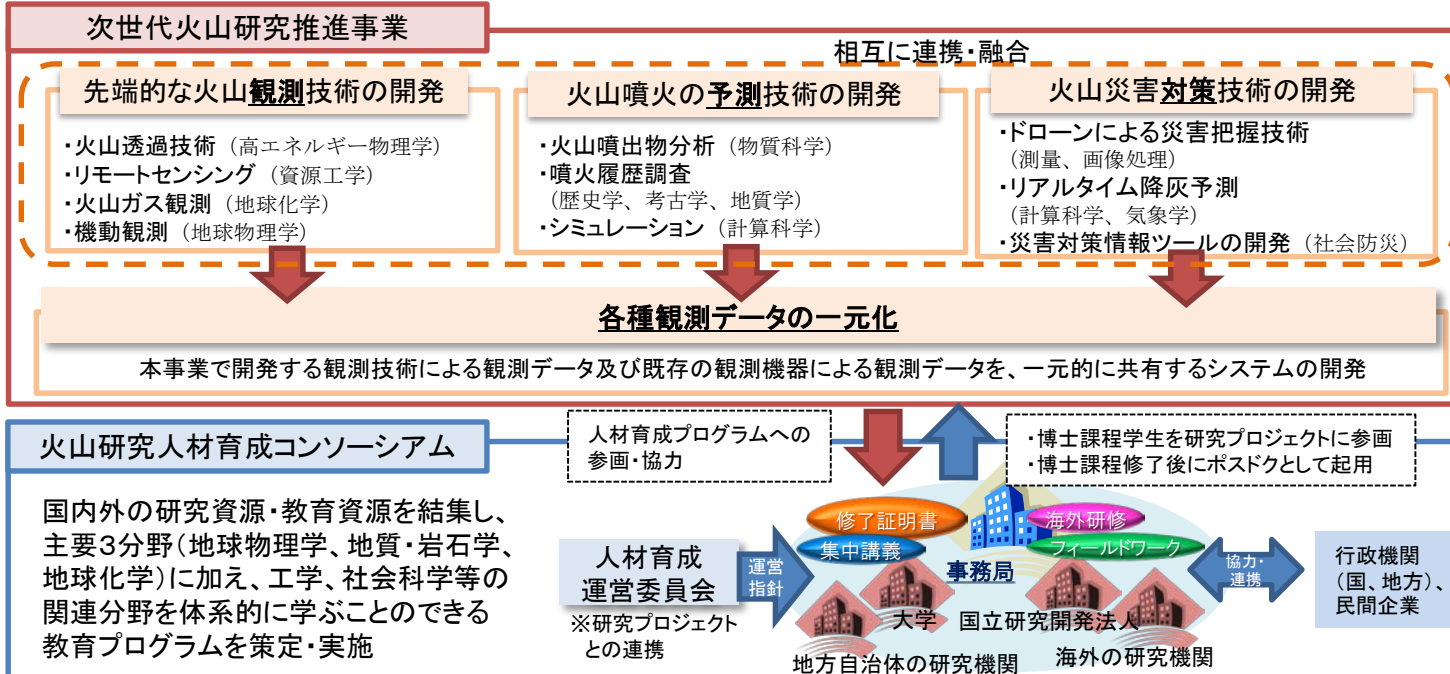 次世代火山研究推進事業
相互に連携・融合
先端的な火山観測技術の開発
・火山透過技術（高エネルギー物理学）
・リモートセンシング（資源工学）
・火山ガス観測（地球化学）
・機動観測（地球物理学）
火山噴火の予測技術の開発
・火山噴出物分析（物質科学）
・噴火履歴調査
（歴史学、考古学、地質学）
・シミュレーション（計算科学）
火山災害対策技術の開発
・ドローンによる災害把握技術
（測量、画像処理）
・リアルタイム降灰予測
（計算科学、気象学）
・災害対策情報ツールの開発（社会防災）
各種観測データの一元化
本事業で開発する観測技術による観測データ及び既存の観測機器による観測データを、一元的に共有するシステムの開発
火山研究人材育成コンソーシアム
人材育成プログラムへの
参画・協力
・博士課程学生を研究プロジェクトに参画
・博士課程修了後にポスドクとして起用
国内外の研究資源・教育資源を結集し、
主要３分野（地球物理学、地質・岩石学、
地球化学）に加え、工学、社会科学等の
関連分野を体系的に学ぶことのできる
教育プログラムを策定・実施
人材育成
運営委員会
※研究プロジェクト
との連携
運営
指針
修了証明書
海外研修
集中講義
フィールドワーク
事務局
大学
国立研究開発法人
地方自治体の研究機関
海外の研究機関
協力・
連携
行政機関
（国、地方）、
民間企業